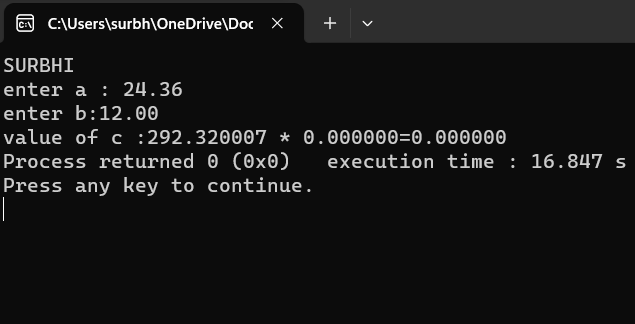 C:\Users\surbh\OneDrive\Doc
SURBHI
enter a : 24.36
enter b:12.00
value of c :292.320007 * 0.000000=0.000000
Process returned 0 (0x0)   execution time : 16.847 s
Press any key to continue.